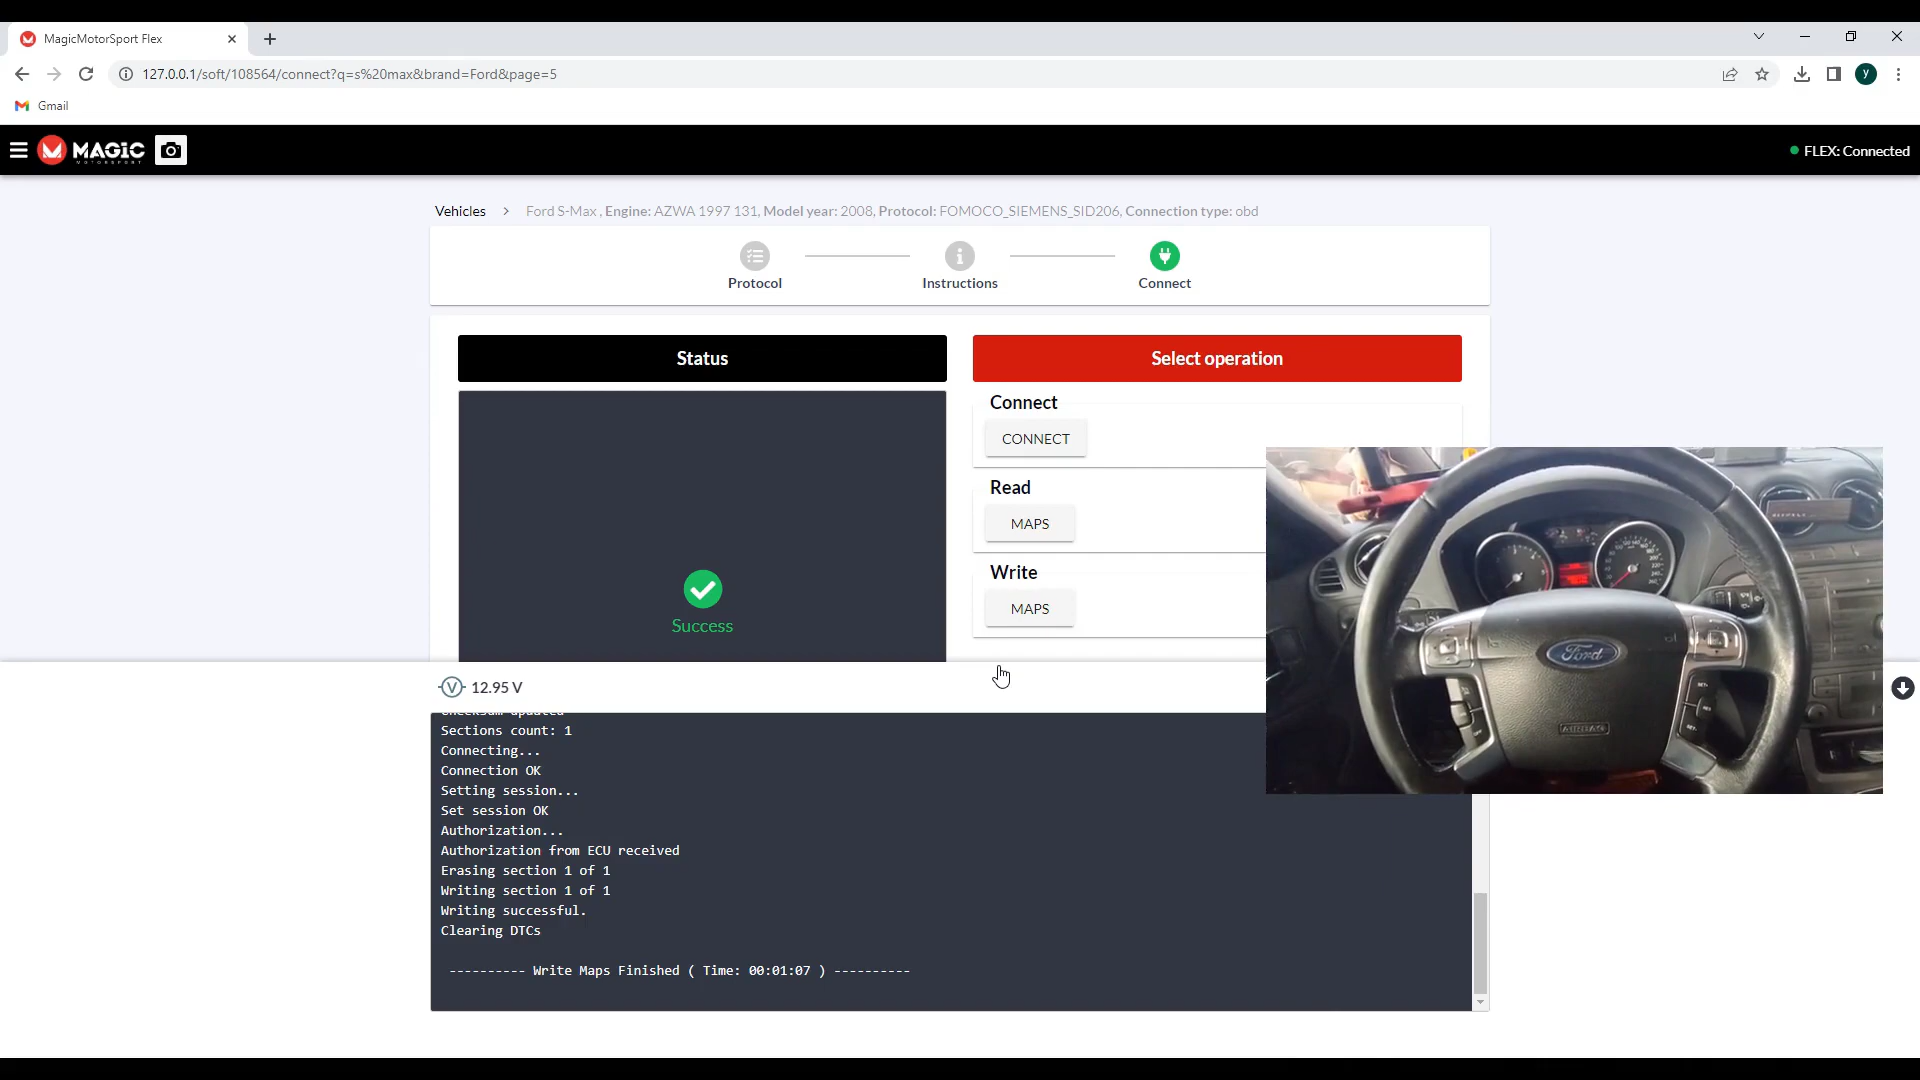 MagicMotorSport Flex
127.0.0.1/soft/108564/connect?q=s%20max&brand=Ford&page=5
y
Gmail
MAGIC
MOTORSPORT
FLEX: Connected
Vehicles > Ford S-Max , Engine: AZWA 1997 131, Model year: 2008, Protocol: FOMOCO_SIEMENS_SID206, Connection type: obd
Protocol
Instructions
Connect
Status
Select operation
Connect
CONNECT
Read
MAPS
Write
MAPS
Success
Ford
AIRBAG
V 12.95 V
Checksum updated
Sections count: 1
Connecting...
Connection OK
Setting session...
Set session OK
Authorization...
Authorization from ECU received
Erasing section 1 of 1
Writing section 1 of 1
Writing successful.
Clearing DTCs
---------- Write Maps Finished ( Time: 00:01:07 ) ----------